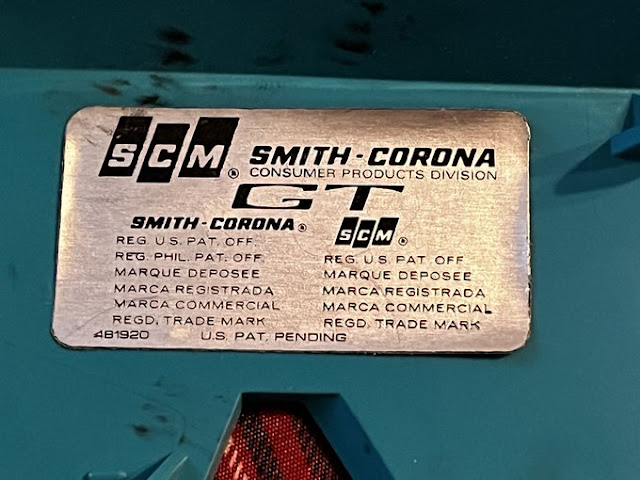 SCM® SMITH-CORONA
CONSUMER PRODUCTS DIVISION
GT
SMITH-CORONA®
REG. U.S. PAT. OFF.
REG. PHIL. PAT. OFF.
MARQUE DEPOSEE
MARCA REGISTRADA
MARCA COMMERCIAL
REGD. TRADE MARK
SCM®
REG. U.S. PAT. OFF.
MARQUE DEPOSEE
MARCA REGISTRADA
MARCA COMMERCIAL
REGD. TRADE MARK
481920 U.S. PAT. PENDING